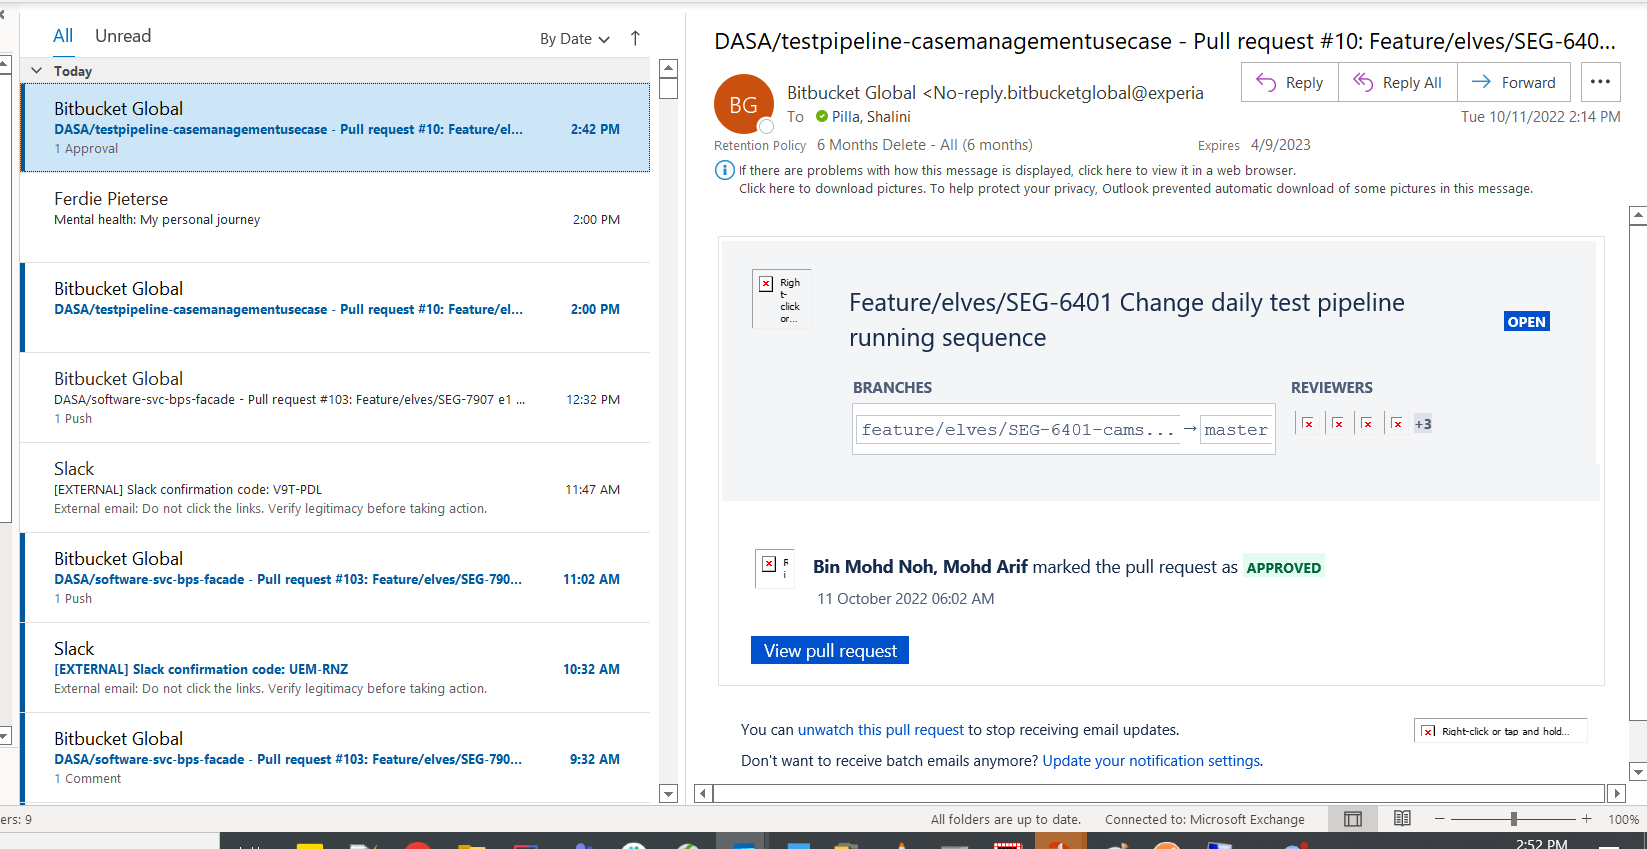 All Unread By Date
Today
Bitbucket Global
DASA/testpipeline-casemanagementusecase - Pull request #10: Feature/el... 2:42 PM
1 Approval
Ferdie Pieterse
Mental health: My personal journey 2:00 PM
Bitbucket Global
DASA/testpipeline-casemanagementusecase - Pull request #10: Feature/el... 2:00 PM
Bitbucket Global
DASA/software-svc-bps-facade - Pull request #103: Feature/elves/SEG-7907 e1 ... 12:32 PM
1 Push
Slack
[EXTERNAL] Slack confirmation code: V9T-PDL 11:47 AM
External email: Do not click the links. Verify legitimacy before taking action.
Bitbucket Global
DASA/software-svc-bps-facade - Pull request #103: Feature/elves/SEG-790... 11:02 AM
1 Push
Slack
[EXTERNAL] Slack confirmation code: UEM-RNZ 10:32 AM
External email: Do not click the links. Verify legitimacy before taking action.
Bitbucket Global
DASA/software-svc-bps-facade - Pull request #103: Feature/elves/SEG-790... 9:32 AM
1 Comment
DASA/testpipeline-casemanagementusecase - Pull request #10: Feature/elves/SEG-640...
BG
Bitbucket Global <No-reply.bitbucketglobal@experia
Reply Reply All Forward ...
To Pilla, Shalini
Tue 10/11/2022 2:14 PM
Retention Policy 6 Months Delete - All (6 months) Expires 4/9/2023
If there are problems with how this message is displayed, click here to view it in a web browser.
Click here to download pictures. To help protect your privacy, Outlook prevented automatic download of some pictures in this message.
Righ
t-
click
or...
Feature/elves/SEG-6401 Change daily test pipeline
running sequence
OPEN
BRANCHES REVIEWERS
feature/elves/SEG-6401-cams... → master +3
R
i
Bin Mohd Noh, Mohd Arif marked the pull request as APPROVED
11 October 2022 06:02 AM
View pull request
You can unwatch this pull request to stop receiving email updates.
Right-click or tap and hold...
Don't want to receive batch emails anymore? Update your notification settings.
ers: 9 All folders are up to date. Connected to: Microsoft Exchange 100%
2:52 PM